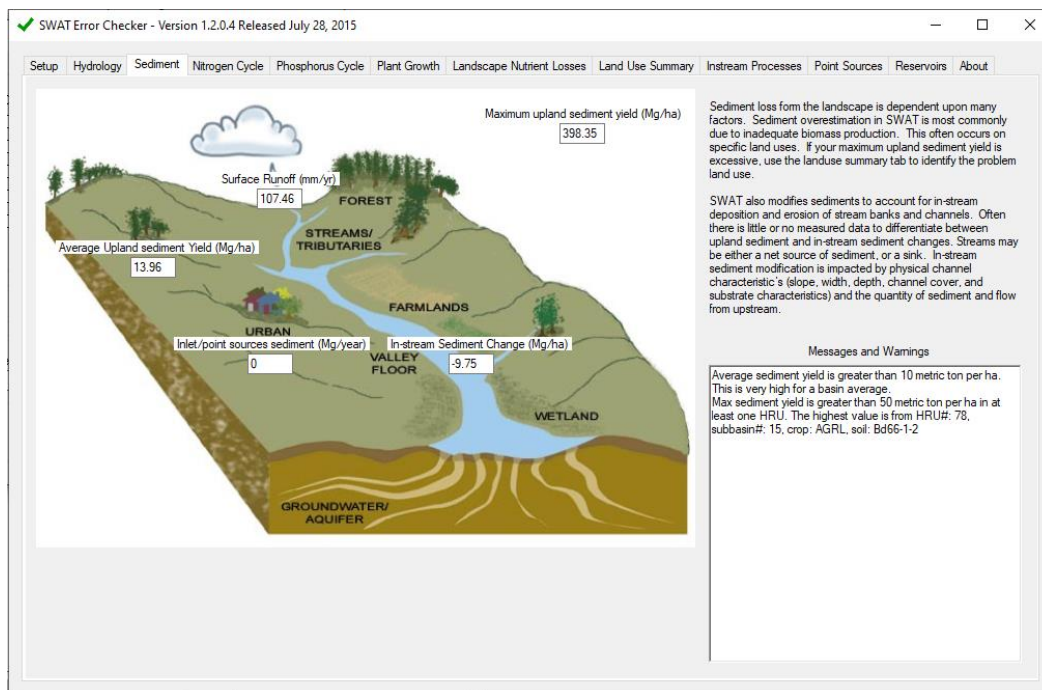 SWAT Error Checker - Version 1.2.0.4 Released July 28, 2015
Setup Hydrology Sediment Nitrogen Cycle Phosphorus Cycle Plant Growth Landscape Nutrient Losses Land Use Summary Instream Processes Point Sources Reservoirs About
Maximum upland sediment yield (Mg/ha)
398.35
Surface Runoff (mm/yr)
107.46
FOREST
STREAMS/
TRIBUTARIES
Average Upland sediment Yield (Mg/ha)
13.96
FARMLANDS
URBAN
Inlet/point sources sediment (Mg/year)
0
VALLEY
FLOOR
In-stream Sediment Change (Mg/ha)
-9.75
WETLAND
GROUNDWATER/
AQUIFER
Sediment loss form the landscape is dependent upon many
factors. Sediment overestimation in SWAT is most commonly
due to inadequate biomass production. This often occurs on
specific land uses. If your maximum upland sediment yield is
excessive, use the landuse summary tab to identify the problem
land use.
SWAT also modifies sediments to account for in-stream
deposition and erosion of stream banks and channels. Often
there is little or no measured data to differentiate between
upland sediment and in-stream sediment changes. Streams may
be either a net source of sediment, or a sink. In-stream
sediment modification is impacted by physical channel
characteristic's (slope, width, depth, channel cover, and
substrate characteristics) and the quantity of sediment and flow
from upstream.
Messages and Warnings
Average sediment yield is greater than 10 metric ton per ha.
This is very high for a basin average.
Max sediment yield is greater than 50 metric ton per ha in at
least one HRU. The highest value is from HRU#: 78,
subbasin#: 15, crop: AGRL, soil: Bd66-1-2